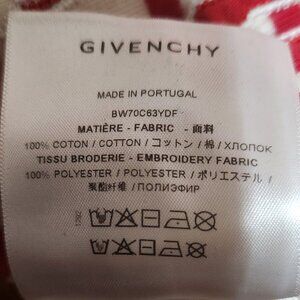 GIVENCHY
MADE IN PORTUGAL
BW70C63YDF
MATIÈRE - FABRIC - 面料
100% COTON / COTTON / コットン / 棉 / ХЛОПОК
TISSU BRODERIE - EMBROIDERY FABRIC
100% POLYESTER / POLYESTER / ポリエステル /
聚酯纤维 / ПОЛИЭФИР